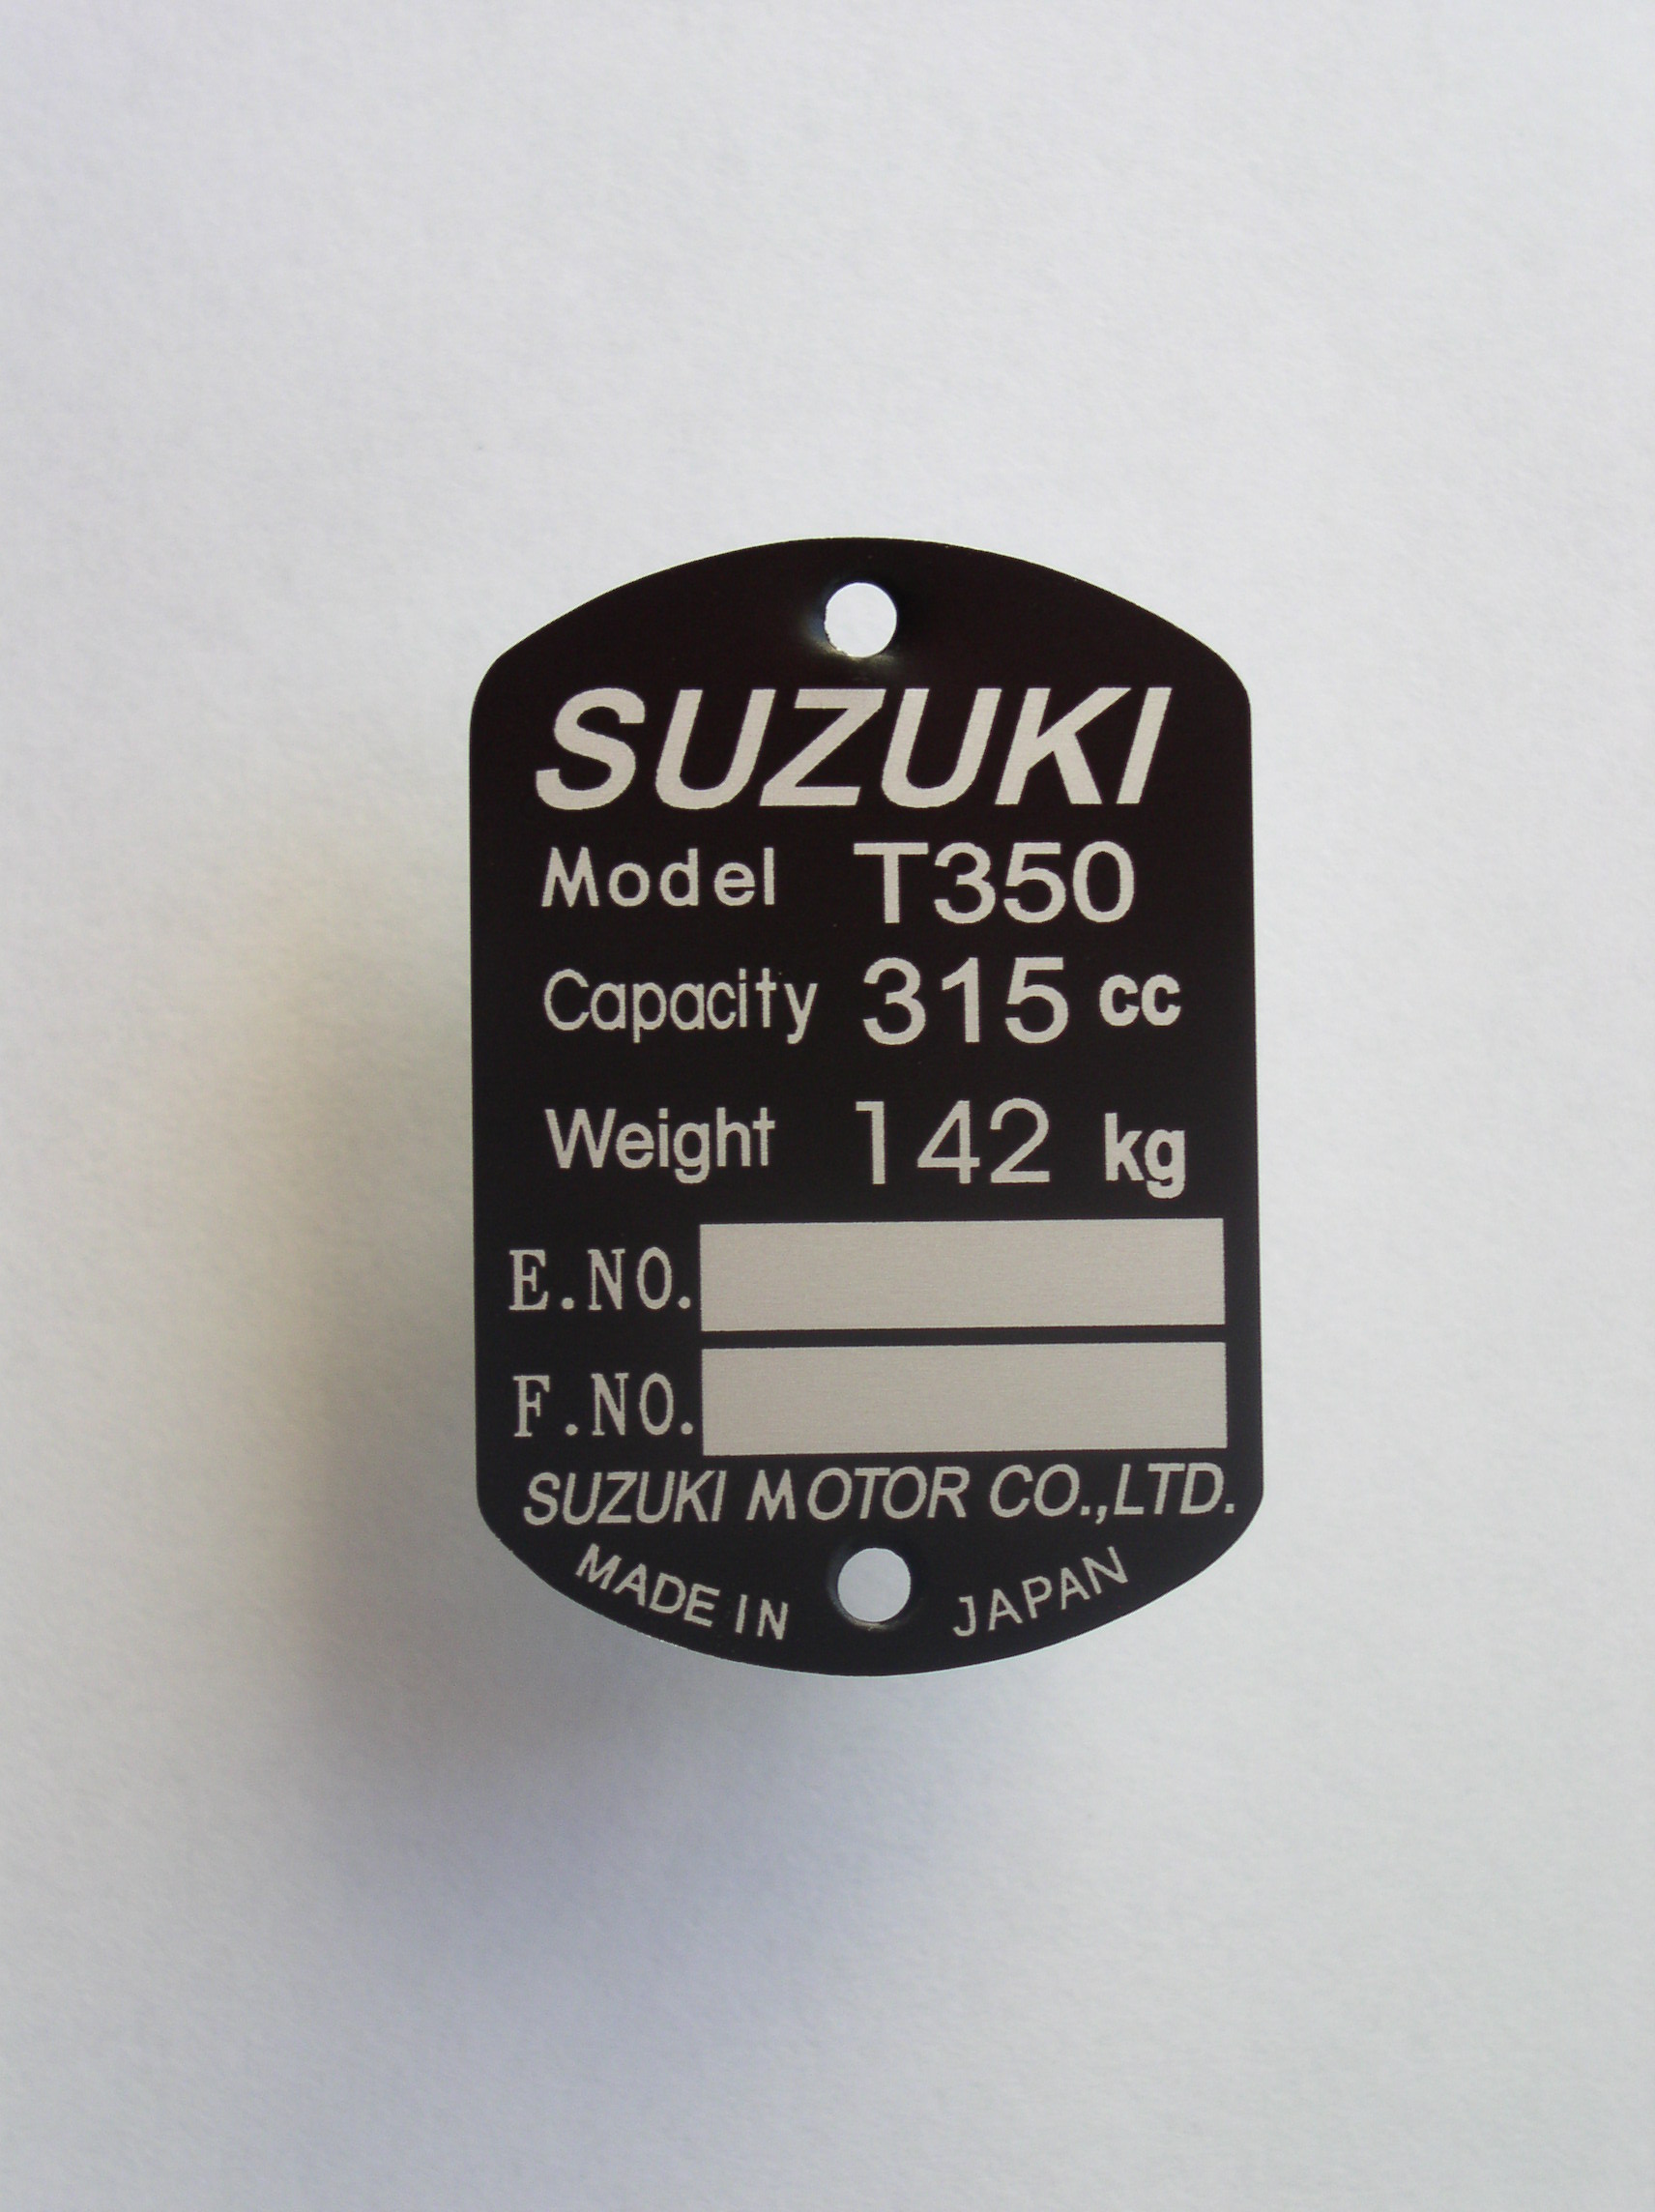 SUZUKI
Model T350
Capacity 315 cc
Weight 142 kg
E.NO.
F.NO.
SUZUKI MOTOR CO.,LTD.
MADE IN JAPAN